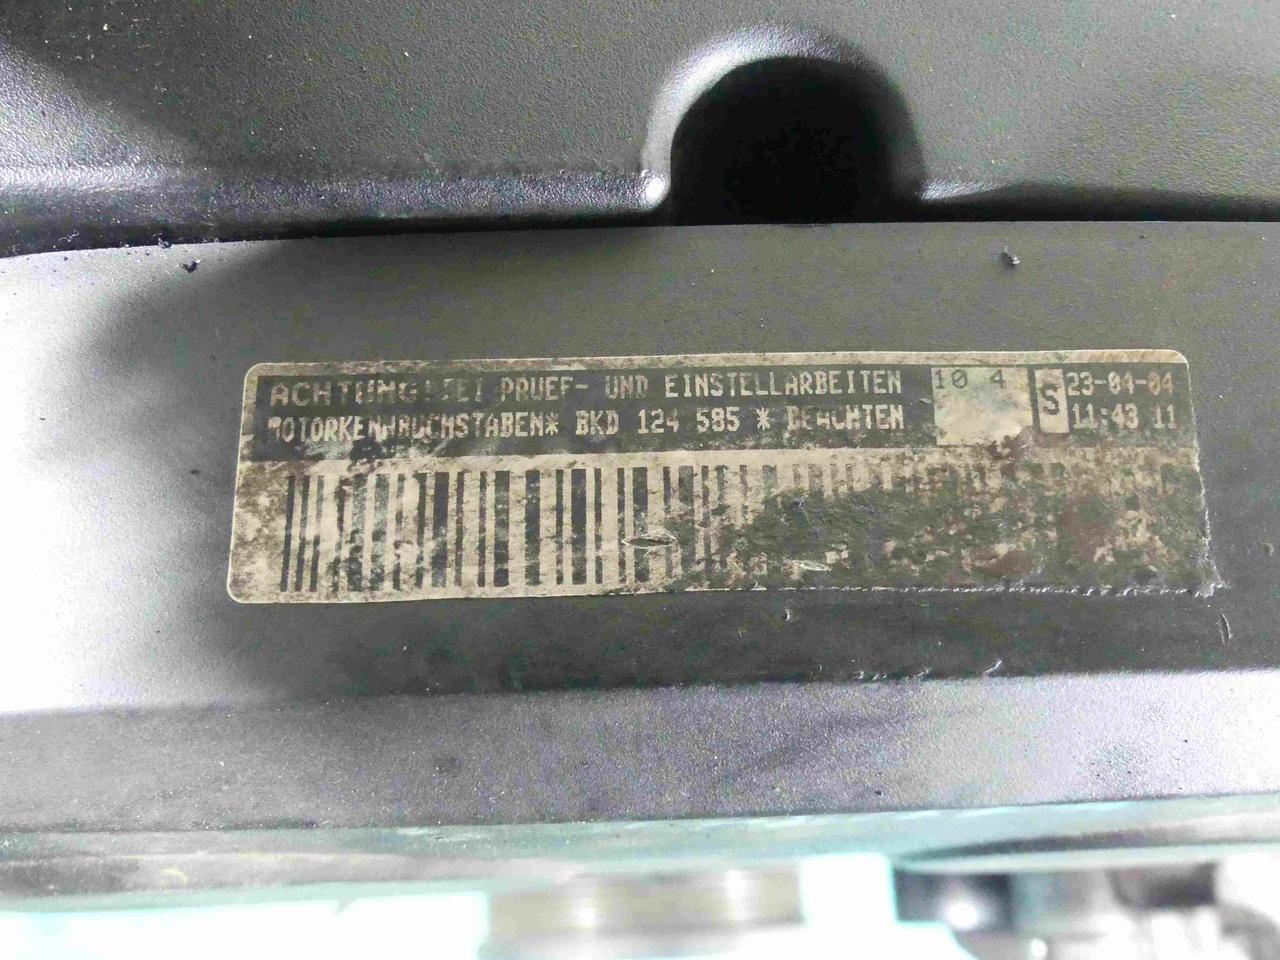 ACHTUNG!BEI PRUEF- UND EINSTELLARBEITEN
MOTORKENNBUCHSTABEN* BKD 124 585 * BEACHTEN
10 4
S
23-04-04
11:43 11